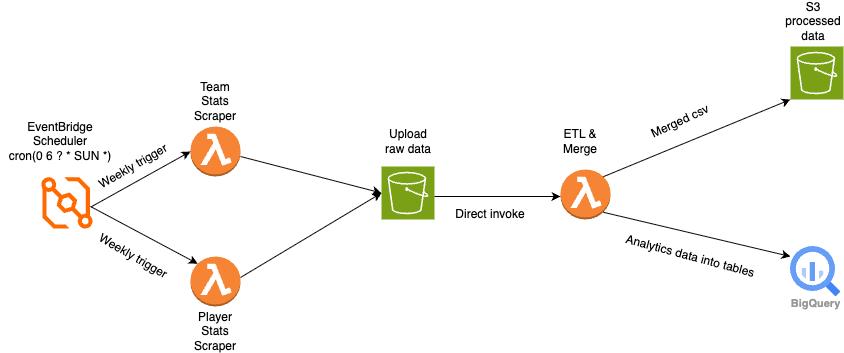 EventBridge
Scheduler
cron(0 6 ? * SUN *)
Weekly trigger
Weekly trigger
Team
Stats
Scraper
Player
Stats
Scraper
Upload
raw data
Direct invoke
ETL &
Merge
Merged csv
Analytics data into tables
S3
processed
data
BigQuery